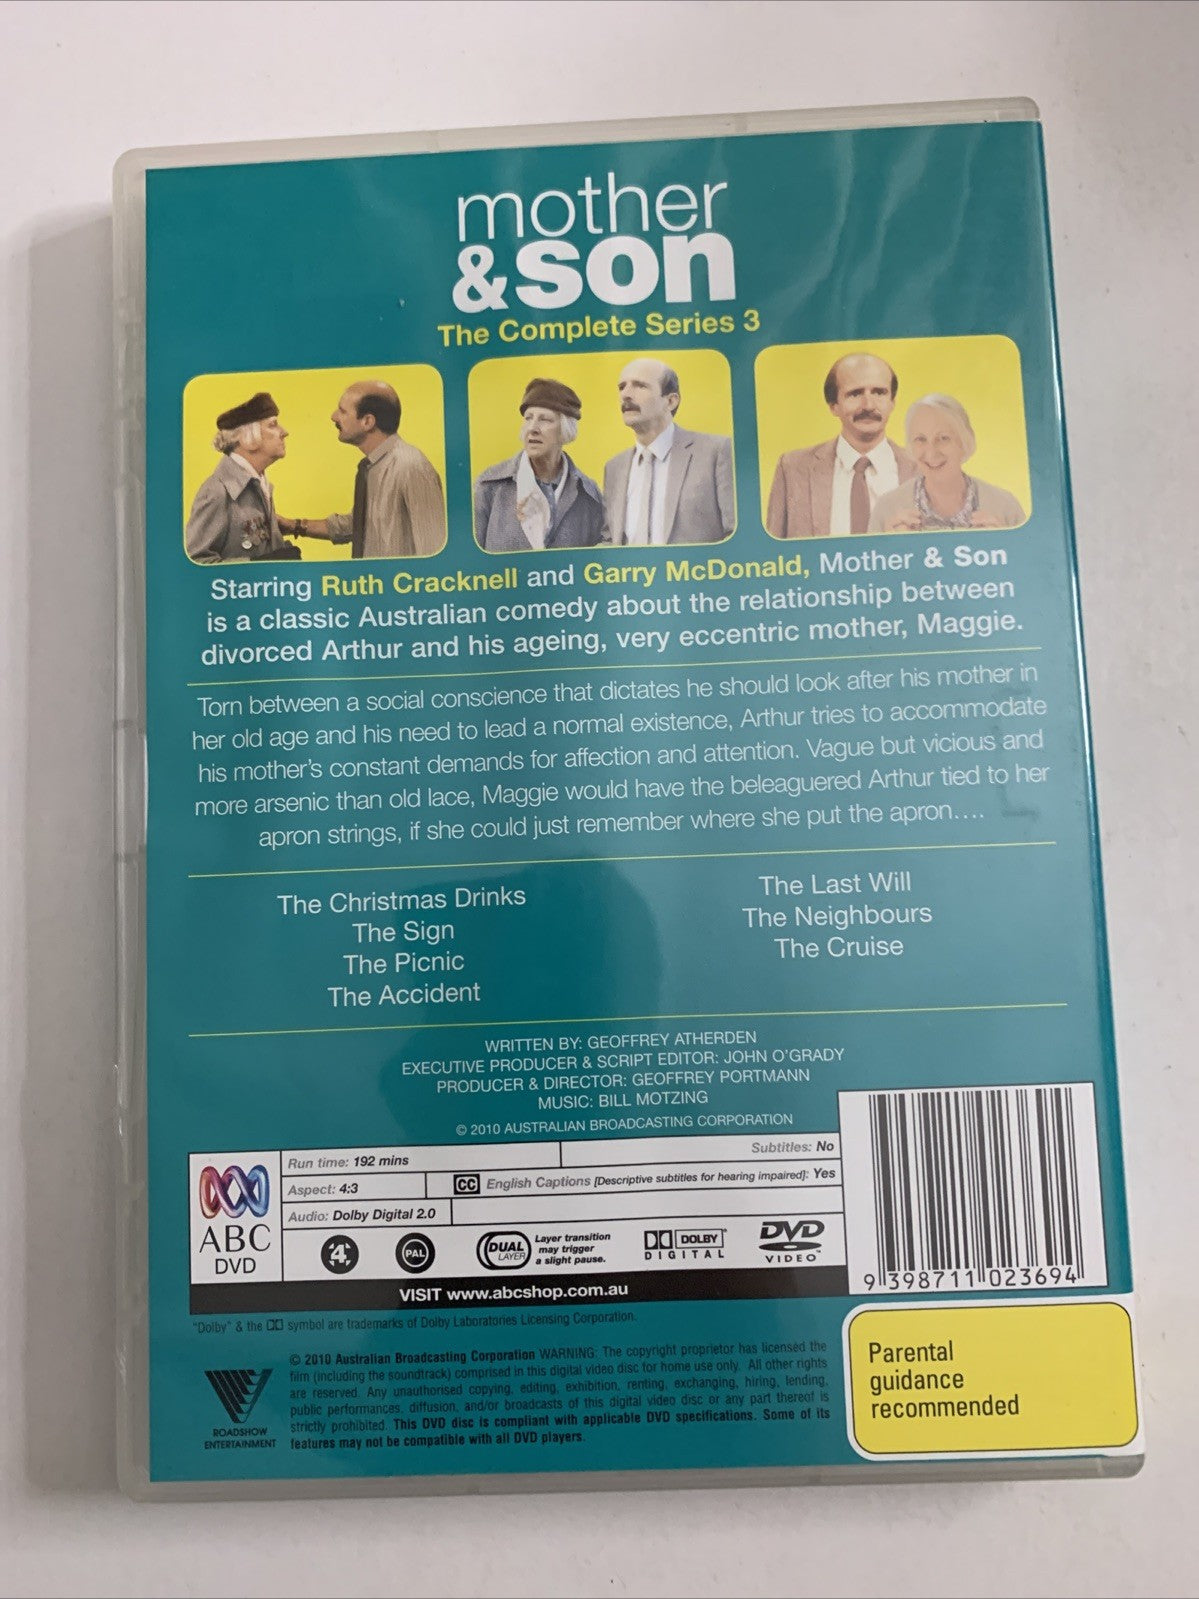 mother
& son
The Complete Series 3
Starring Ruth Cracknell and Garry McDonald, Mother & Son
is a classic Australian comedy about the relationship between
divorced Arthur and his ageing, very eccentric mother, Maggie.
Torn between a social conscience that dictates he should look after his mother in
her old age and his need to lead a normal existence, Arthur tries to accommodate
his mother's constant demands for affection and attention. Vague but vicious and
more arsenic than old lace, Maggie would have the beleaguered Arthur tied to her
apron strings, if she could just remember where she put the apron....
The Christmas Drinks
The Sign
The Picnic
The Accident
The Last Will
The Neighbours
The Cruise
WRITTEN BY: GEOFFREY ATHERDEN
EXECUTIVE PRODUCER & SCRIPT EDITOR: JOHN O'GRADY
PRODUCER & DIRECTOR: GEOFFREY PORTMANN
MUSIC: BILL MOTZING
© 2010 AUSTRALIAN BROADCASTING CORPORATION
ABC
DVD
Run time: 192 mins
Subtitles: No
Aspect: 4:3
CC English Captions [Descriptive subtitles for hearing impaired]: Yes
Audio: Dolby Digital 2.0
4
PAL
DUAL
LAYER
Layer transition
may trigger
a slight pause.
DOLBY
DIGITAL
DVD
VIDEO™
VISIT www.abcshop.com.au
9 398711 023694
"Dolby" & the DD symbol are trademarks of Dolby Laboratories Licensing Corporation.
ROADSHOW
ENTERTAINMENT
© 2010 Australian Broadcasting Corporation WARNING: The copyright proprietor has licensed the
film (including the soundtrack) comprised in this digital video disc for home use only. All other rights
are reserved. Any unauthorised copying, editing, exhibition, renting, exchanging, hiring, lending,
public performances, diffusion, and/or broadcasts of this digital video disc or any part thereof is
strictly prohibited. This DVD disc is compliant with applicable DVD specifications. Some of its
features may not be compatible with all DVD players.
Parental
guidance
recommended